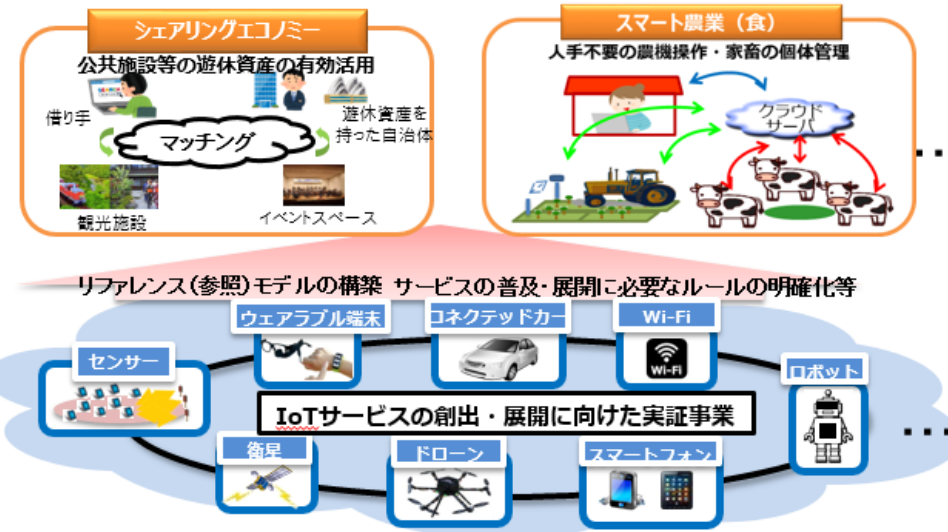 シェアリングエコノミー
公共施設等の遊休資産の有効活用
借り手
遊休資産を
持った自治体
マッチング
観光施設
イベントスペース
スマート農業（食）
人手不要の農機操作・家畜の個体管理
クラウド
サーバ
・・・
リファレンス（参照）モデルの構築 サービスの普及・展開に必要なルールの明確化等
ウェアラブル端末
コネクテッドカー
Wi-Fi
Wi-Fi
センサー
ロボット
IoTサービスの創出・展開に向けた実証事業
・・・
衛星
ドローン
スマートフォン